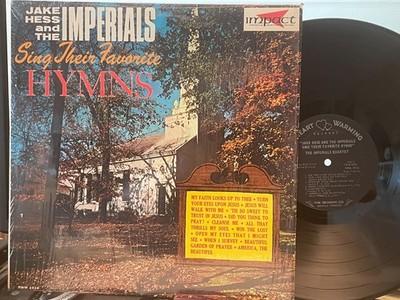 JAKE HESS and THE IMPERIALS
Sing Their Favorite
HYMNS
impact
MY FAITH LOOKS UP TO THEE • TURN
YOUR EYES UPON JESUS • JESUS WILL
WALK WITH ME • 'TIS SO SWEET TO
TRUST IN JESUS • DID YOU THINK TO
PRAY? • CLEANSE ME • ALL THAT
THRILLS MY SOUL • WIN THE LOST
• OPEN MY EYES THAT I MIGHT
SEE • WHEN I SURVEY • BEAUTIFUL
GARDEN OF PRAYER • AMERICA, THE
BEAUTIFUL
HEART WARMING
RECORDS
"JAKE HESS AND THE IMPERIALS
SING THEIR FAVORITE HYMNS"
THE IMPERIALS QUARTET